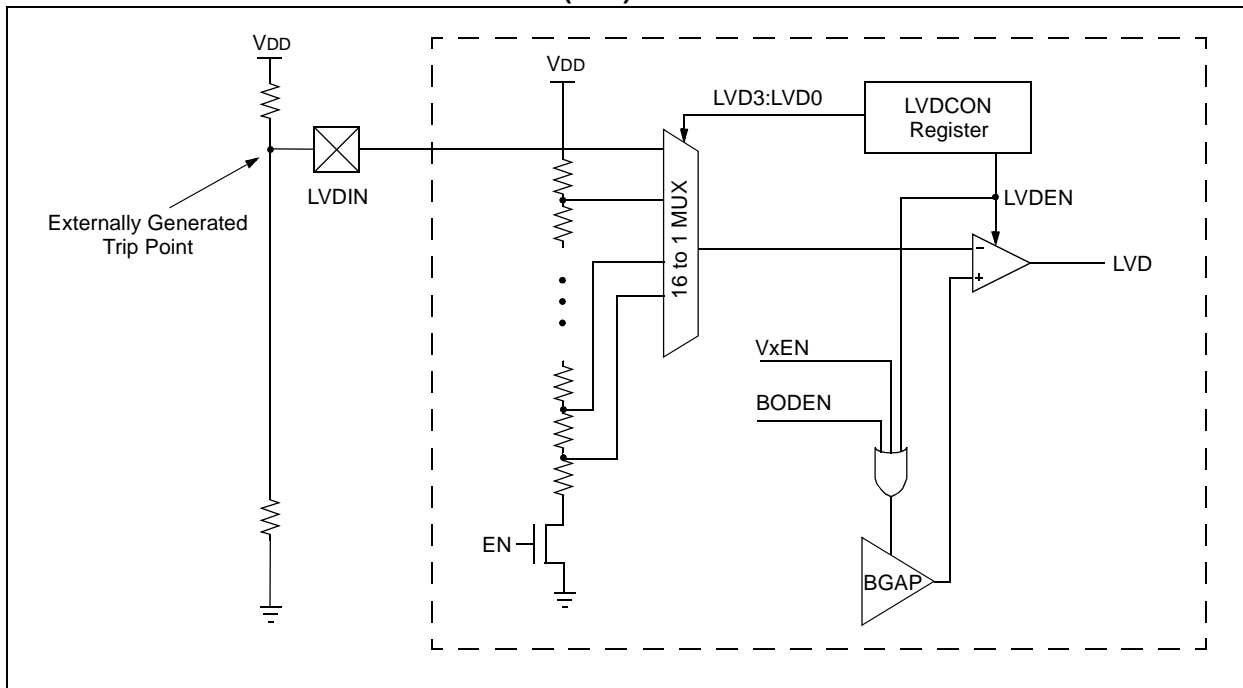 VDD
VDD
LVD3:LVD0
LVDCON
Register
LVDIN
Externally Generated
Trip Point
16 to 1 MUX
LVDEN
-
+
LVD
VxEN
BODEN
EN
BGAP